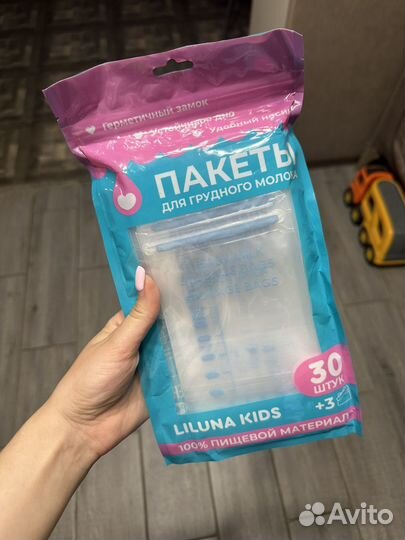 Герметичный замок
Устойчивое дно
Удобный носик
ПАКЕТЫ
ДЛЯ ГРУДНОГО МОЛОКА
BAGS
30
ШТУК
+3
LILUNA KIDS
100% ПИЩЕВОЙ МАТЕРИАЛ
Avito